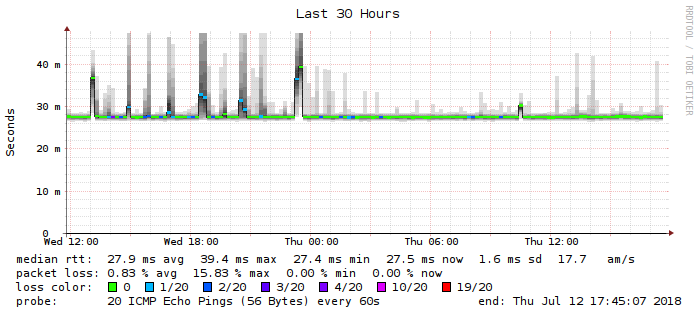 Last 30 Hours
RRDTOOL / TOBI OETIKER
Seconds
40 m
30 m
20 m
10 m
0
Wed 12:00 Wed 18:00 Thu 00:00 Thu 06:00 Thu 12:00
median rtt: 27.9 ms avg 39.4 ms max 27.4 ms min 27.5 ms now 1.6 ms sd 17.7 am/s
packet loss: 0.83 % avg 15.83 % max 0.00 % min 0.00 % now
loss color: 0 1/20 2/20 3/20 4/20 10/20 19/20
probe: 20 ICMP Echo Pings (56 Bytes) every 60s end: Thu Jul 12 17:45:07 2018